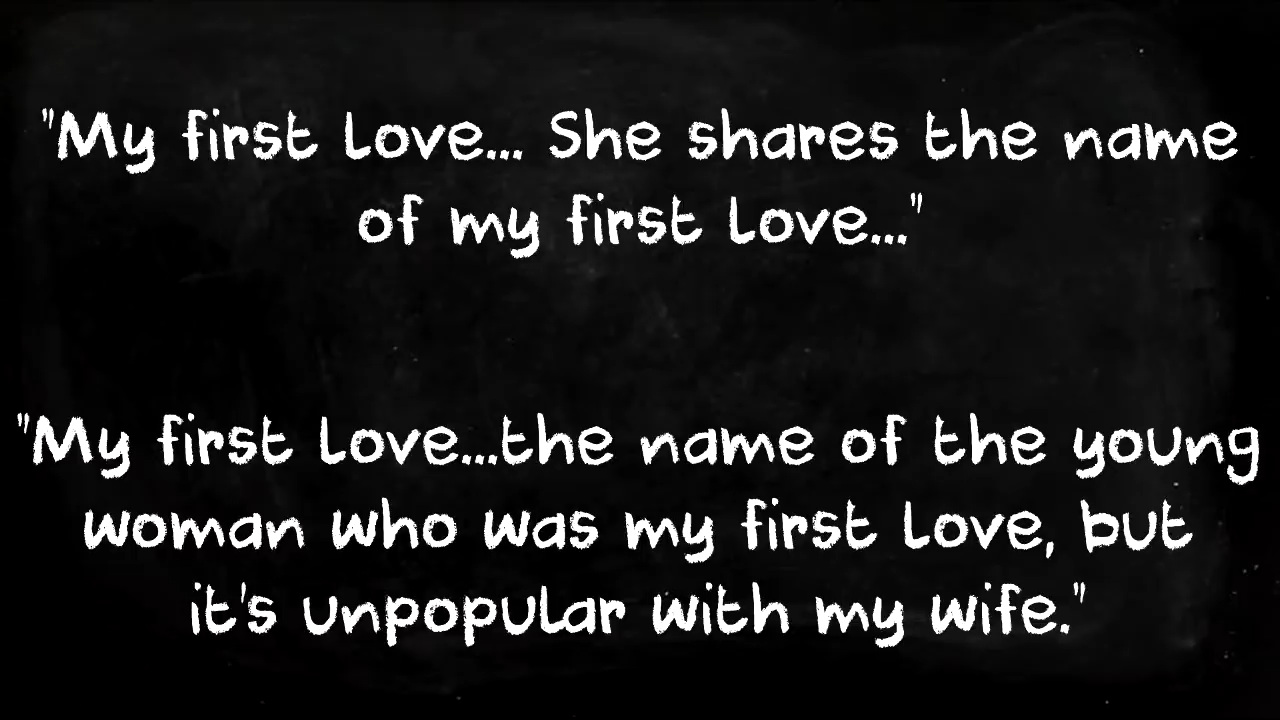 "My first love... She shares the name
of my first love..."
"My first love...the name of the young
woman who was my first love, but
it's unpopular with my wife."